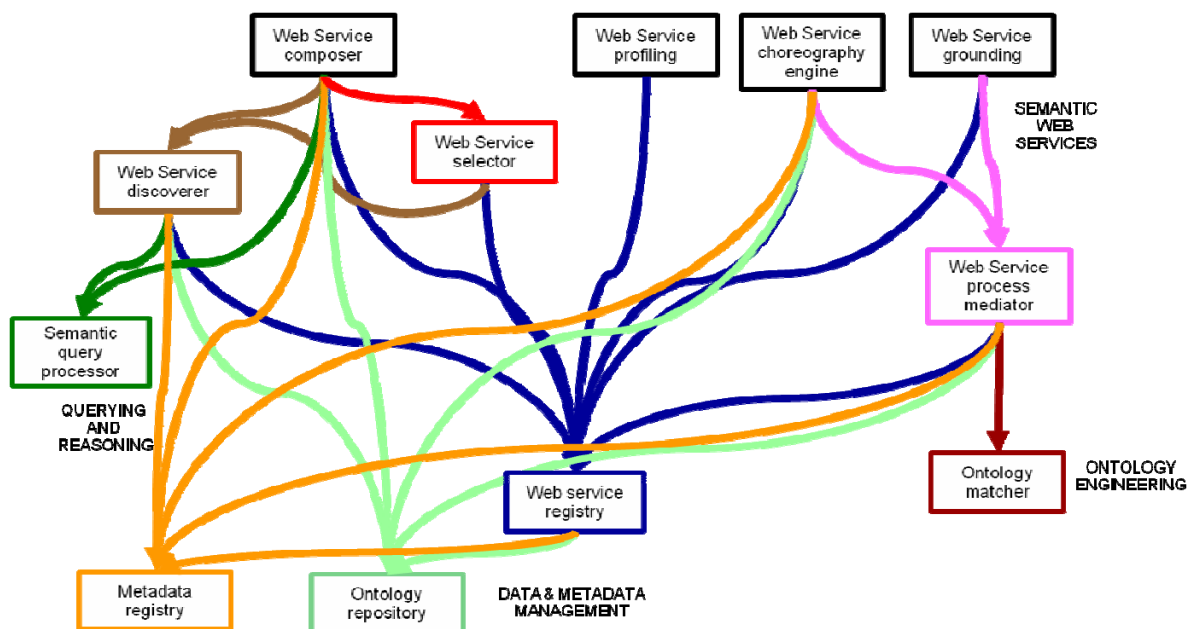 Web Service
composer
Web Service
profiling
Web Service
choreography
engine
Web Service
grounding
SEMANTIC
WEB
SERVICES
Web Service
selector
Web Service
discoverer
Web Service
process
mediator
Semantic
query
processor
QUERYING
AND
REASONING
Ontology
matcher
ONTOLOGY
ENGINEERING
Web service
registry
Metadata
registry
Ontology
repository
DATA & METADATA
MANAGEMENT